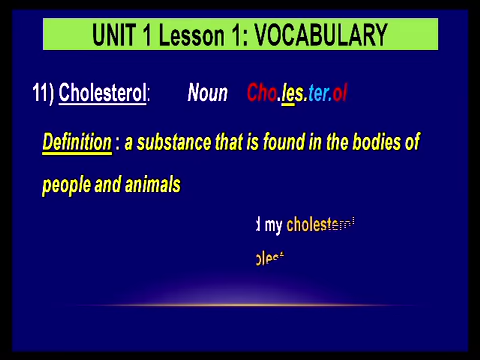 UNIT 1 Lesson 1: VOCABULARY
11) Cholesterol: Noun Cho.les.ter.ol
Definition : a substance that is found in the bodies of
people and animals
my cholesterol